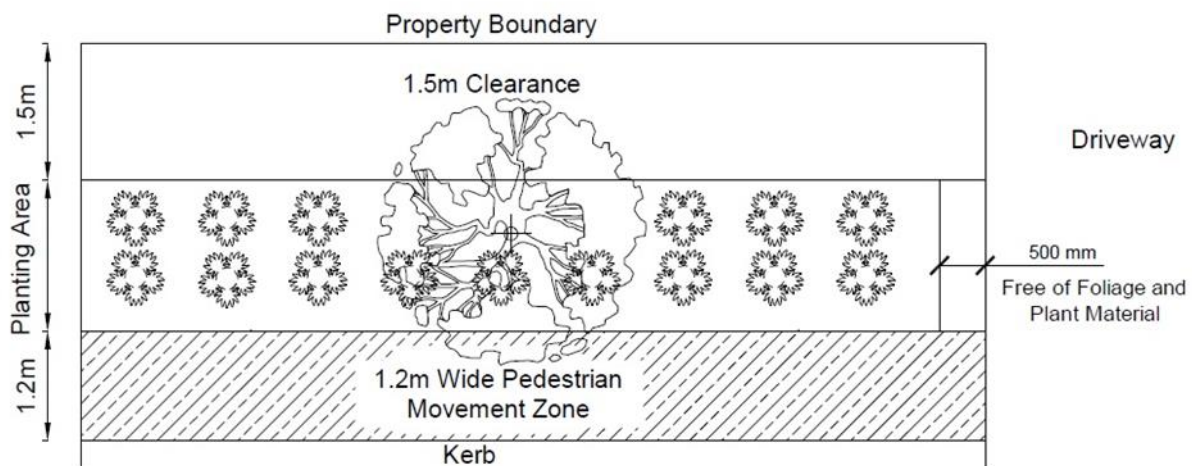 Property Boundary
1.5m Clearance
1.5m
Driveway
Planting Area
500 mm
Free of Foliage and
Plant Material
1.2m
1.2m Wide Pedestrian
Movement Zone
Kerb